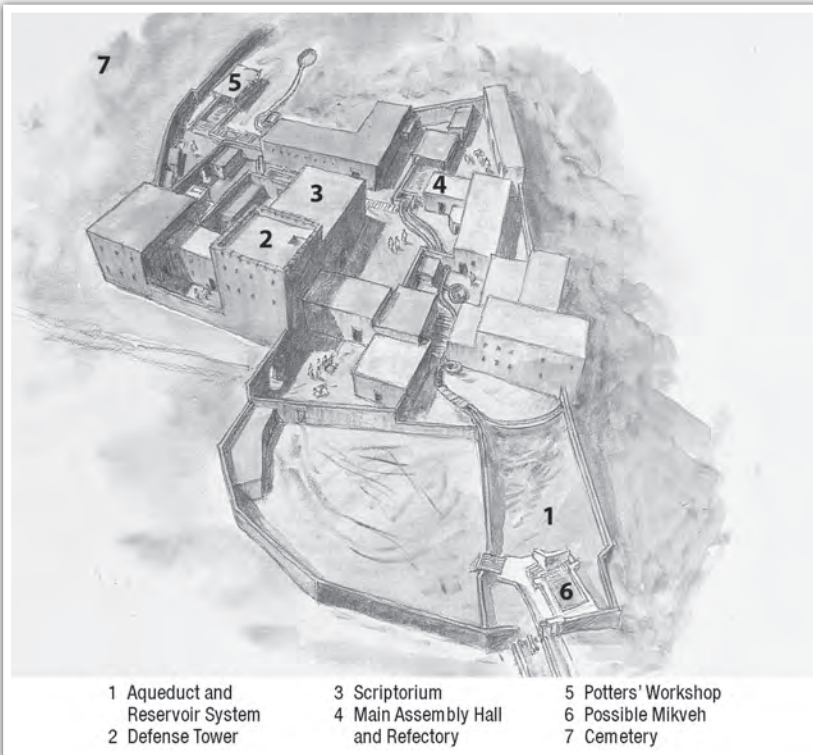 7
5
3
4
2
1
6
1 Aqueduct and
Reservoir System
2 Defense Tower
3 Scriptorium
4 Main Assembly Hall
and Refectory
5 Potters' Workshop
6 Possible Mikveh
7 Cemetery